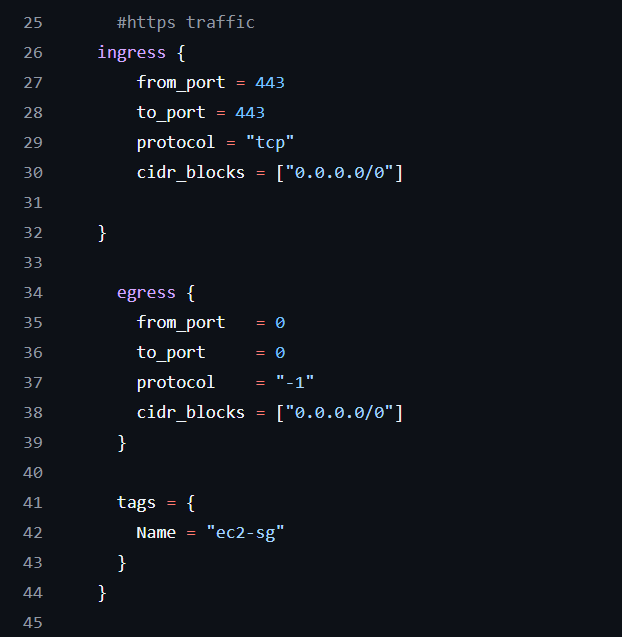 25 #https traffic
26 ingress {
27 from_port = 443
28 to_port = 443
29 protocol = "tcp"
30 cidr_blocks = ["0.0.0.0/0"]
31
32 }
33
34 egress {
35 from_port   = 0
36 to_port     = 0
37 protocol    = "-1"
38 cidr_blocks = ["0.0.0.0/0"]
39 }
40
41 tags = {
42 Name = "ec2-sg"
43 }
44 }
45